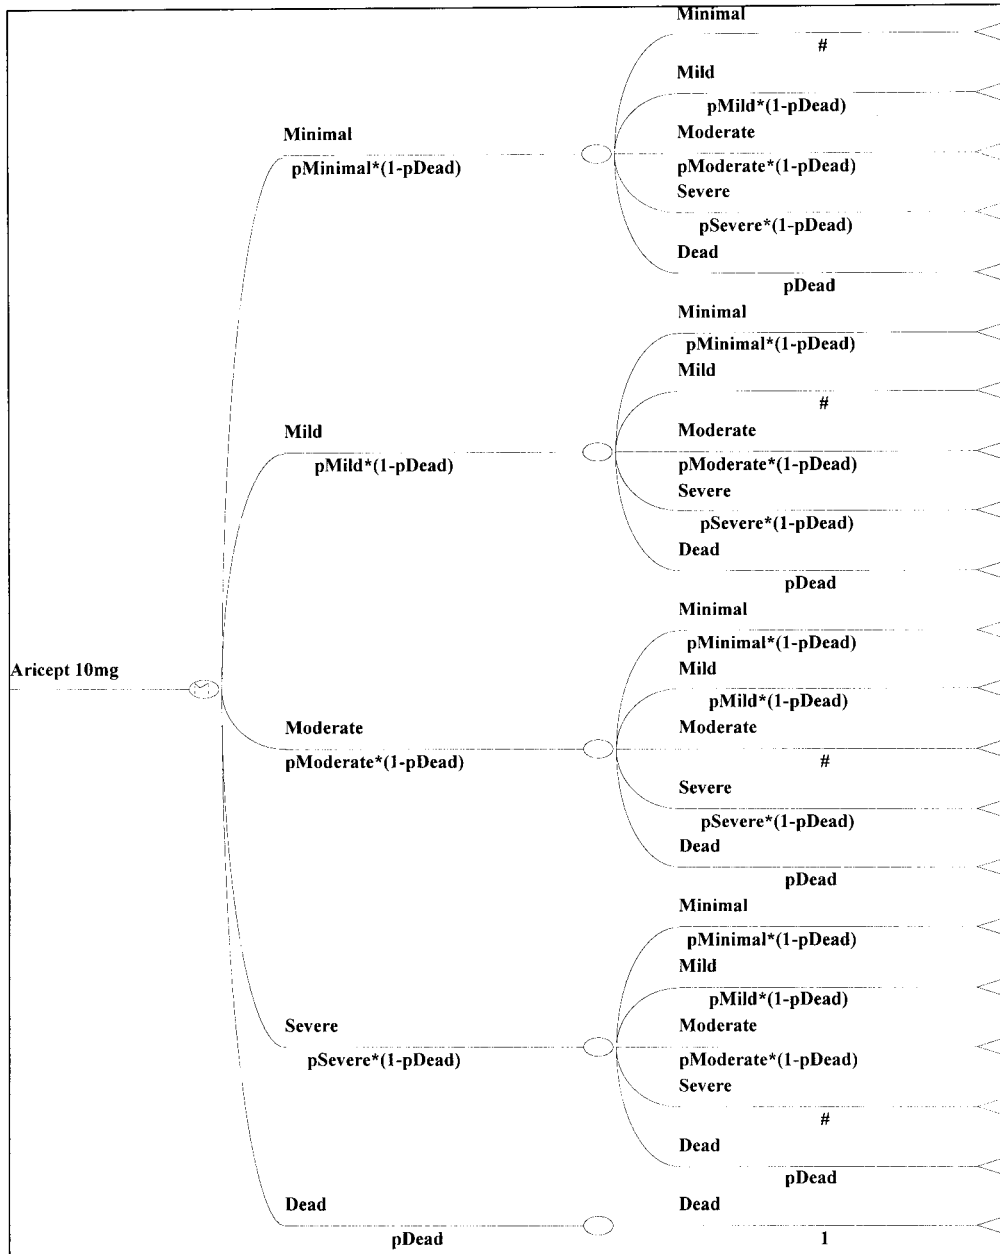 Minimal
#
Mild
pMild*(1-pDead)
Minimal
pMinimal*(1-pDead)
Moderate
pModerate*(1-pDead)
Severe
pSevere*(1-pDead)
Dead
pDead
Minimal
pMinimal*(1-pDead)
Mild
#
Mild
pMild*(1-pDead)
Moderate
pModerate*(1-pDead)
Severe
pSevere*(1-pDead)
Dead
pDead
Aricept 10mg
Minimal
pMinimal*(1-pDead)
Mild
pMild*(1-pDead)
Moderate
pModerate*(1-pDead)
Moderate
#
Severe
pSevere*(1-pDead)
Dead
pDead
Minimal
pMinimal*(1-pDead)
Mild
pMild*(1-pDead)
Severe
pSevere*(1-pDead)
Moderate
pModerate*(1-pDead)
Severe
#
Dead
pDead
Dead
pDead
Dead
1